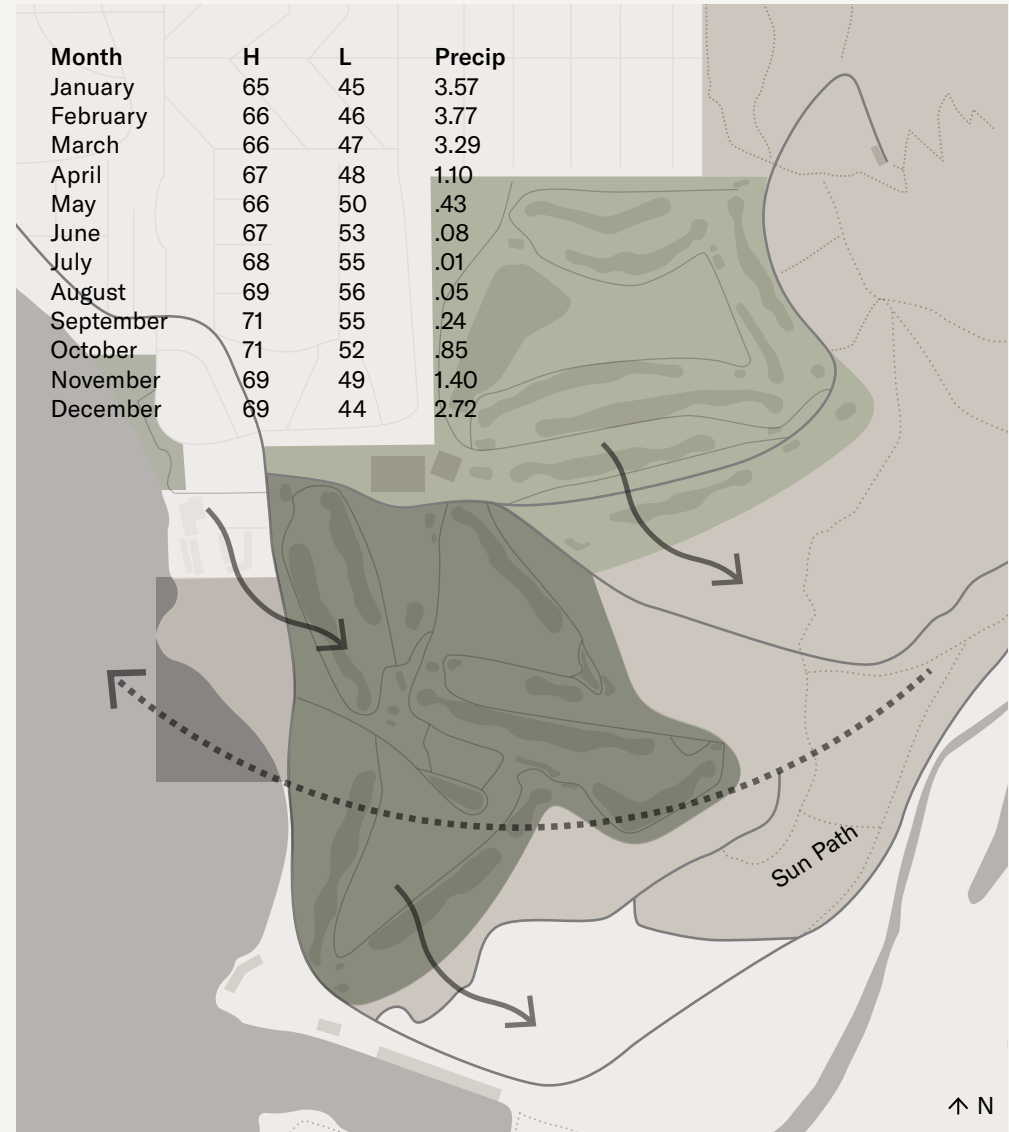 Month H L Precip
January 65 45 3.57
February 66 46 3.77
March 66 47 3.29
April 67 48 1.10
May 66 50 .43
June 67 53 .08
July 68 55 .01
August 69 56 .05
September 71 55 .24
October 71 52 .85
November 69 49 1.40
December 69 44 2.72
Sun Path
↑ N